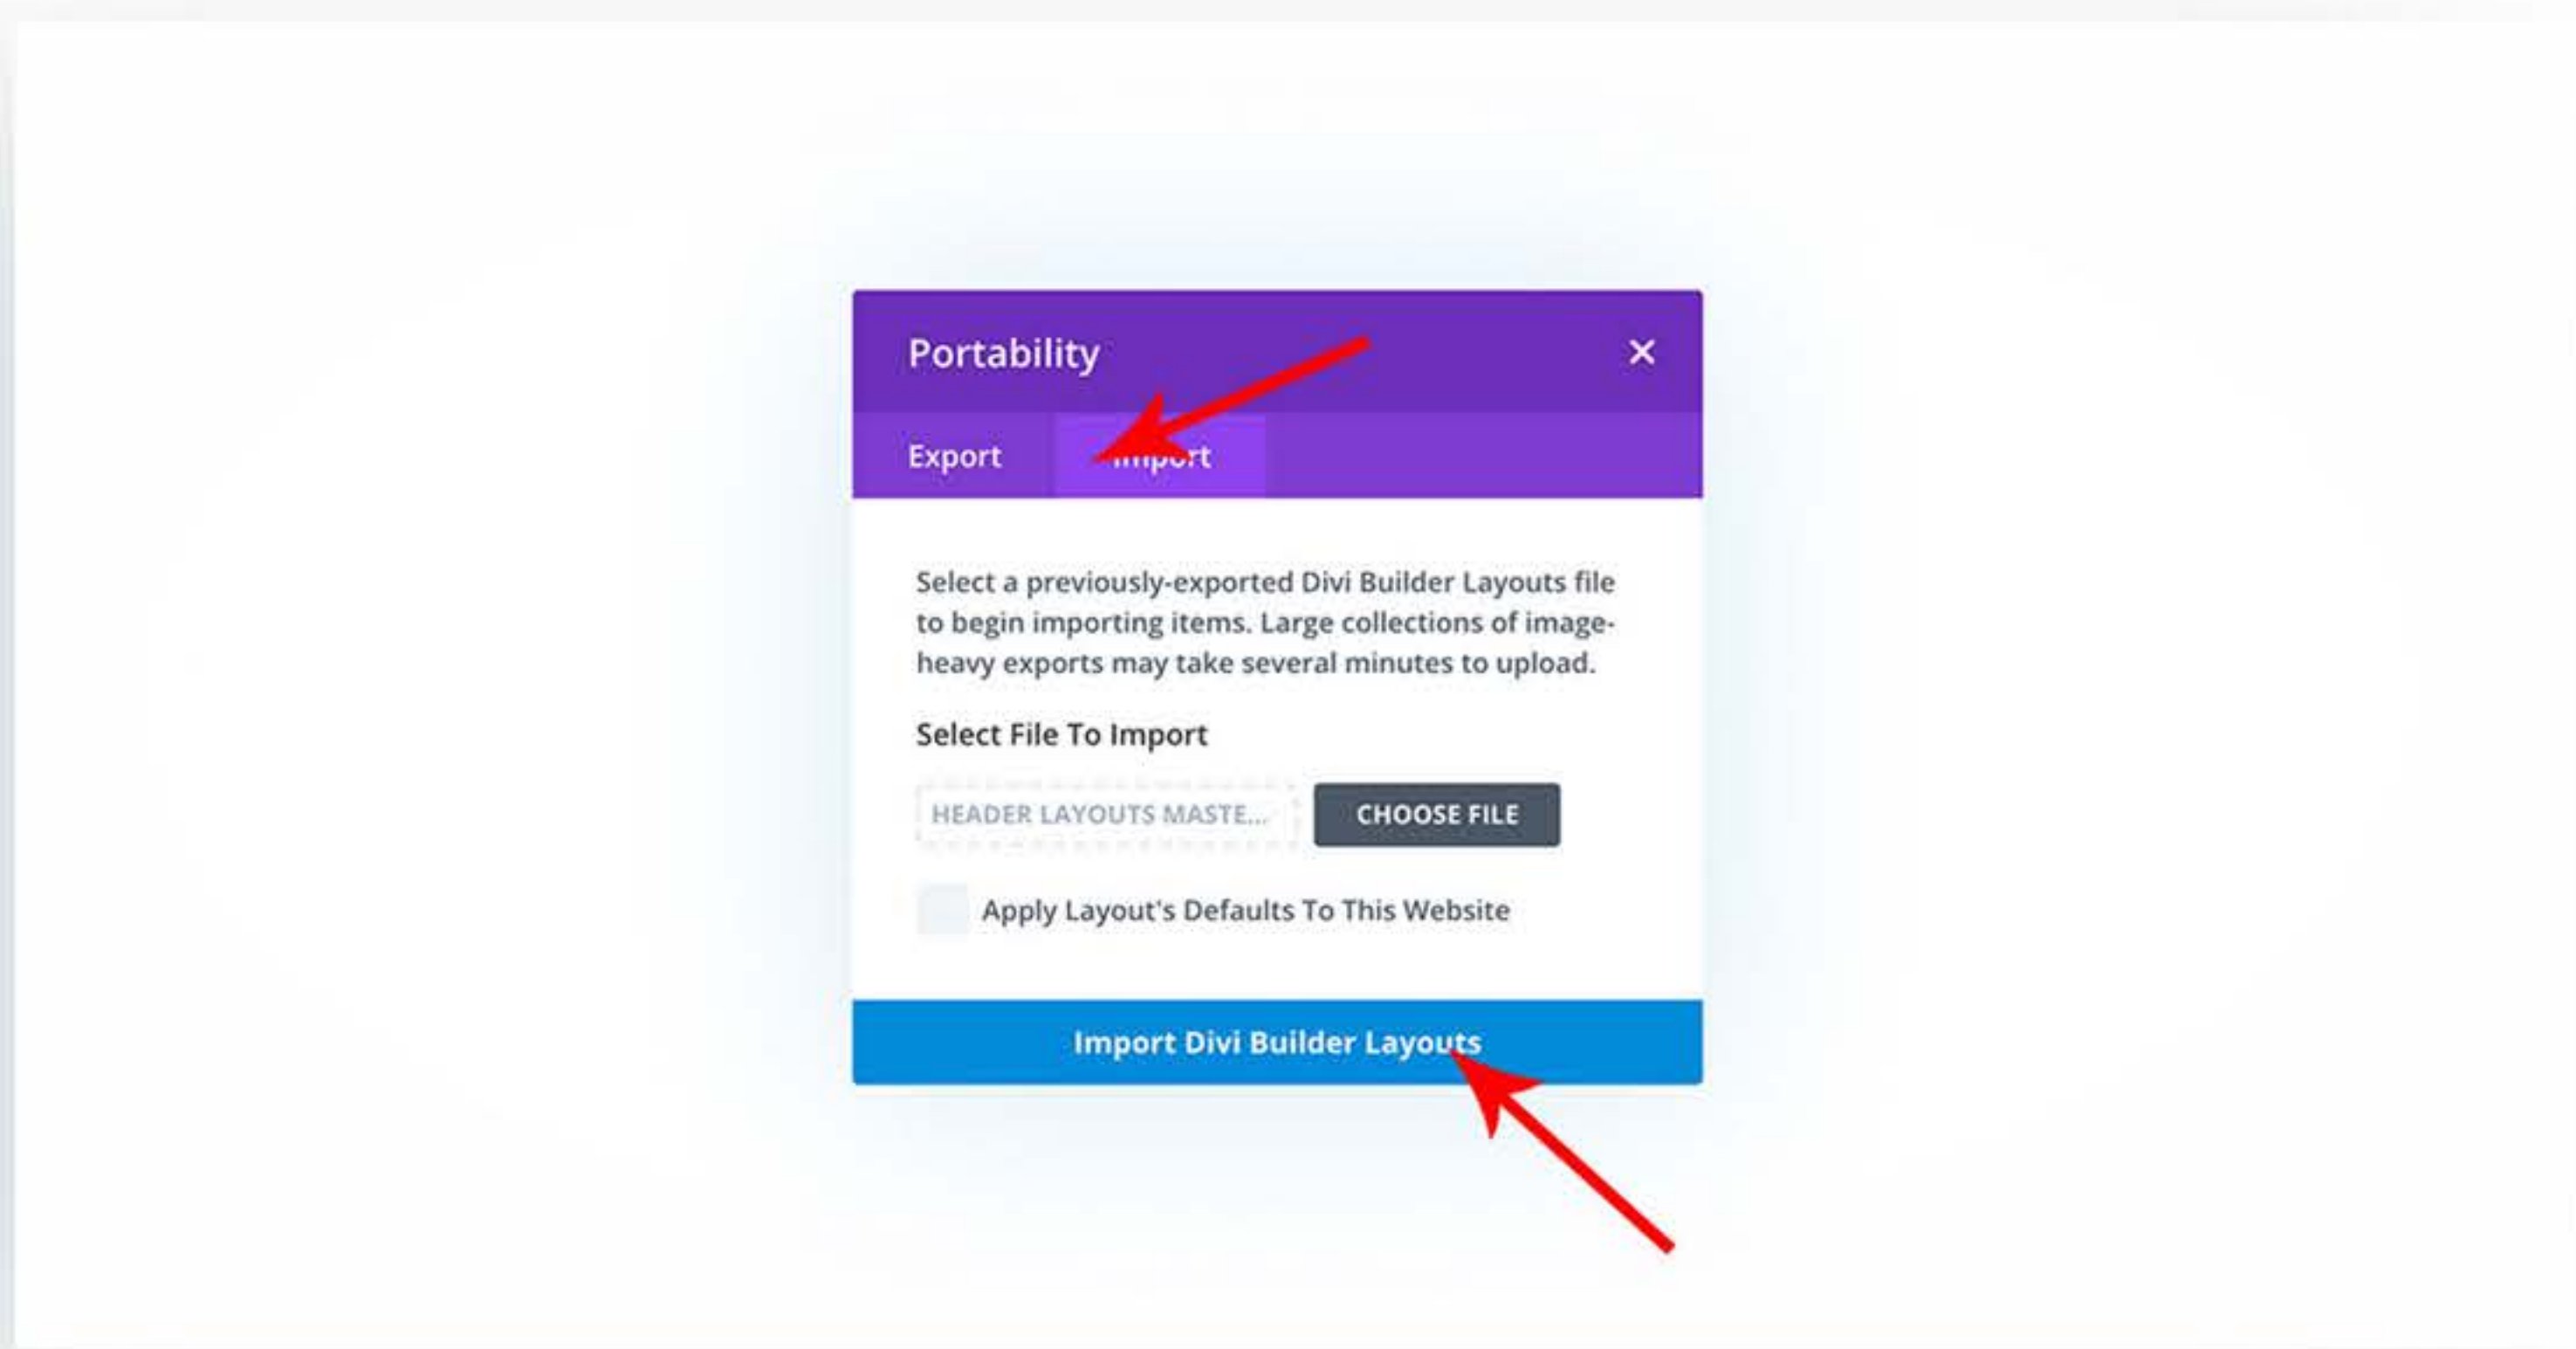 Portability
Export
Import
Select a previously-exported Divi Builder Layouts file
to begin importing items. Large collections of image-
heavy exports may take several minutes to upload.
Select File To Import
HEADER LAYOUTS MASTE...
CHOOSE FILE
Apply Layout's Defaults To This Website
Import Divi Builder Layouts